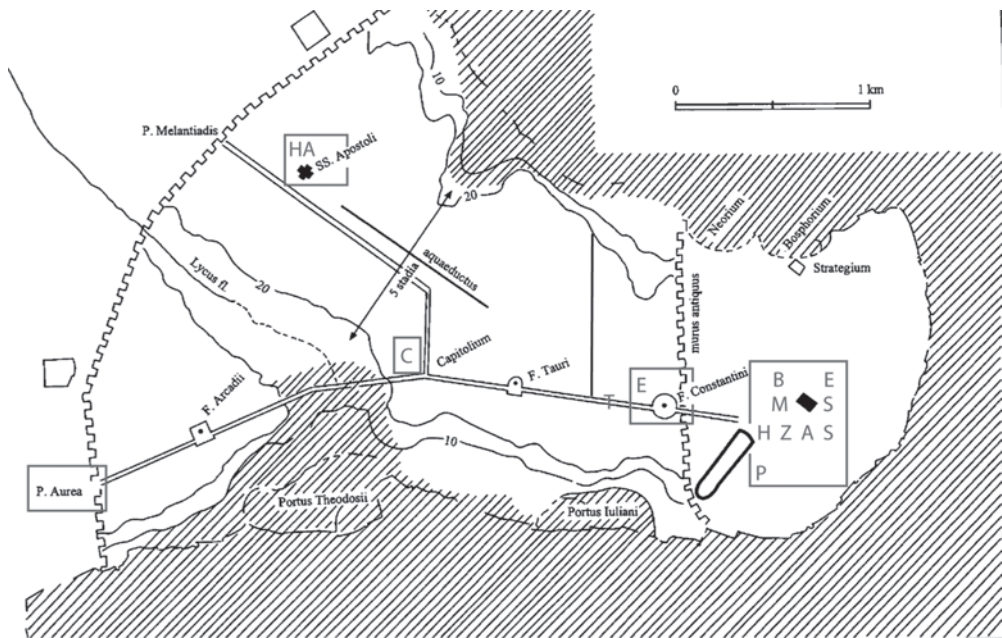 0 1 km
10
P. Melantiadis
HA
SS. Apostoli
20
Neorium
Bosphorium
Strategium
aquaeductus
5 stadia
Lycus fl.
20
murus antiquus
C
Capitolium
F. Tauri
E
F. Constantini
T
B E
M S
H Z A S
P
F. Arcadii
10
P. Aurea
Portus Theodosii
Portus Iuliani